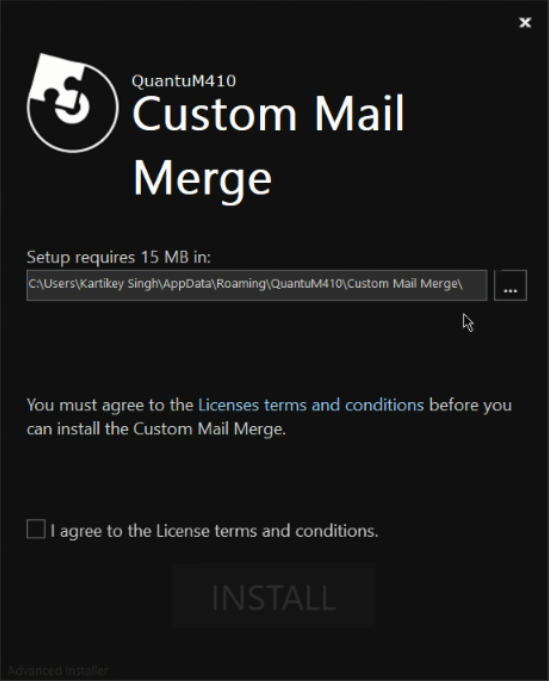 QuantuM410
Custom Mail
Merge
Setup requires 15 MB in:
C:\Users\Kartikey Singh\AppData\Roaming\QuantuM410\Custom Mail Merge\
...
You must agree to the Licenses terms and conditions before you
can install the Custom Mail Merge.
I agree to the License terms and conditions.
INSTALL
Advanced Installer